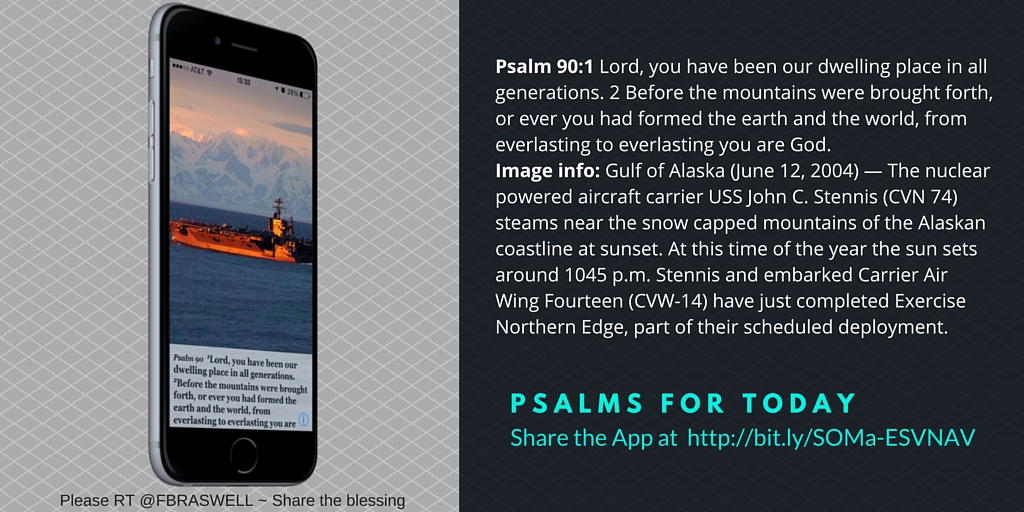 ●●●○○ AT&T
13:33
28%
Psalm 90 ¹Lord, you have been our
dwelling place in all generations.
²Before the mountains were brought
forth, or ever you had formed the
earth and the world, from
everlasting to everlasting you are
Please RT @FBRASWELL ~ Share the blessing
Psalm 90:1 Lord, you have been our dwelling place in all
generations. 2 Before the mountains were brought forth,
or ever you had formed the earth and the world, from
everlasting to everlasting you are God.
Image info: Gulf of Alaska (June 12, 2004) — The nuclear
powered aircraft carrier USS John C. Stennis (CVN 74)
steams near the snow capped mountains of the Alaskan
coastline at sunset. At this time of the year the sun sets
around 1045 p.m. Stennis and embarked Carrier Air
Wing Fourteen (CVW-14) have just completed Exercise
Northern Edge, part of their scheduled deployment.
PSALMS FOR TODAY
Share the App at http://bit.ly/SOMa-ESVNAV